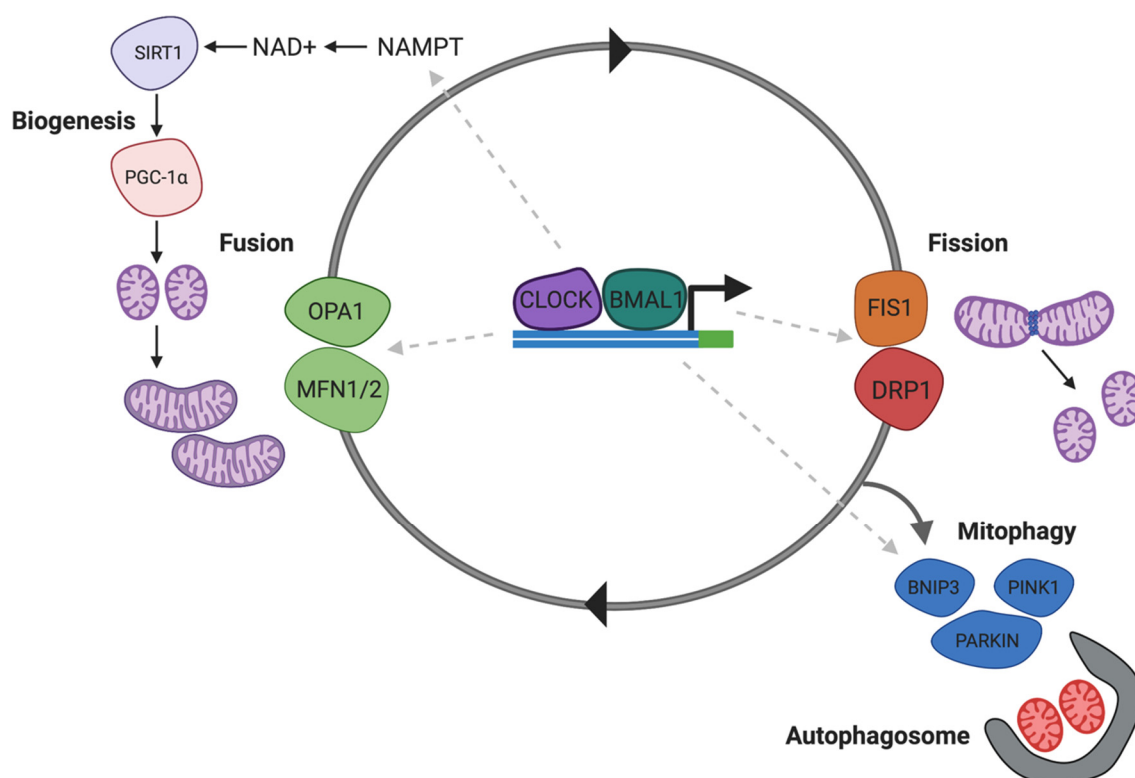 SIRT1 NAD+ NAMPT
Biogenesis
PGC-1α
Fusion
Fission
OPA1
CLOCK BMAL1
FIS1
MFN1/2
DRP1
Mitophagy
BNIP3 PINK1
PARKIN
Autophagosome